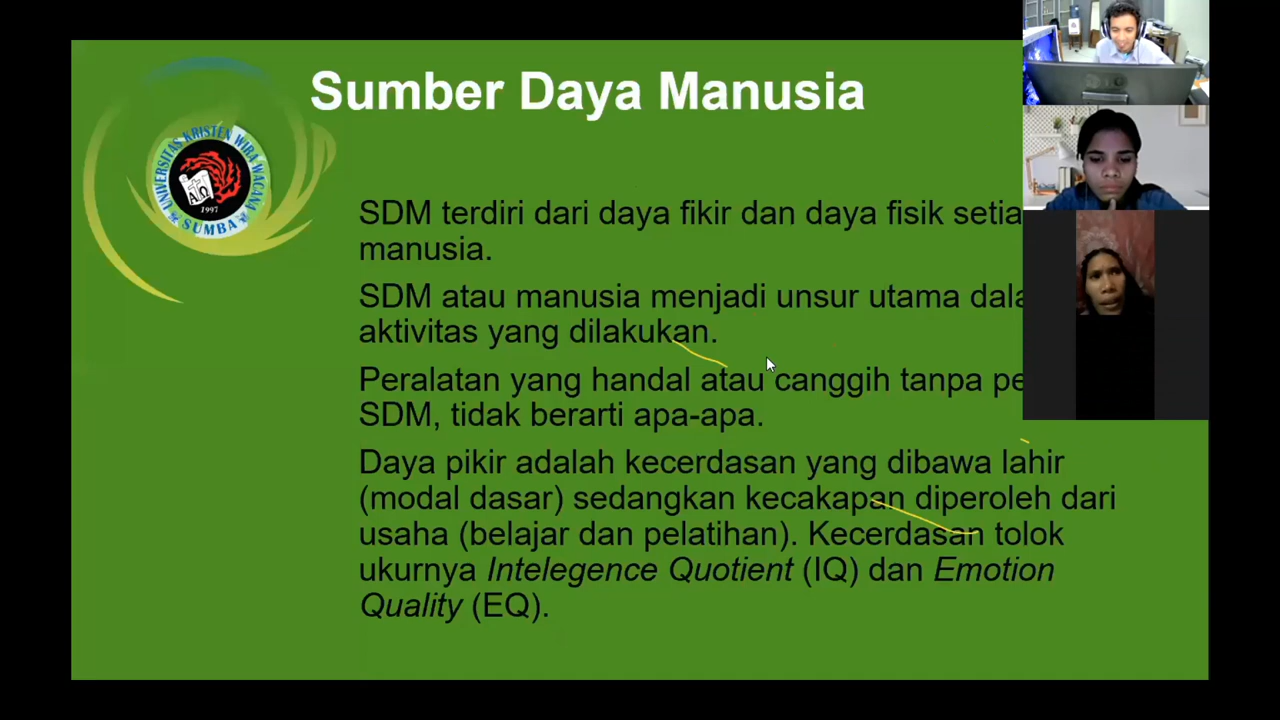 Sumber Daya Manusia
UNIVERSITAS KRISTEN WIRA WACANA
SUMBA
A Ω
1997
SDM terdiri dari daya fikir dan daya fisik
manusia.
SDM atau manusia menjadi unsur utama
aktivitas yang dilakukan.
Peralatan yang handal atau canggih tanpa
SDM, tidak berarti apa-apa.
Daya pikir adalah kecerdasan yang dibawa lahir
(modal dasar) sedangkan kecakapan diperoleh dari
usaha (belajar dan pelatihan). Kecerdasan tolok
ukurnya Intelegence Quotient (IQ) dan Emotion
Quality (EQ).